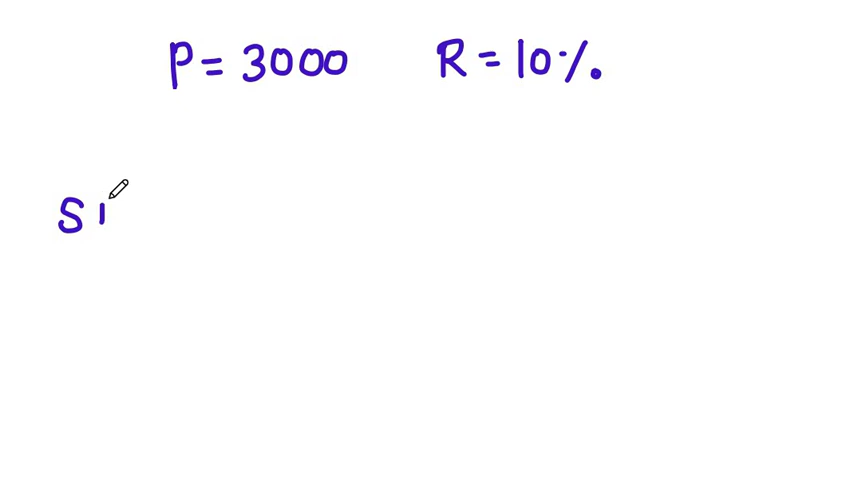 P = 3000 R = 10%.
S I